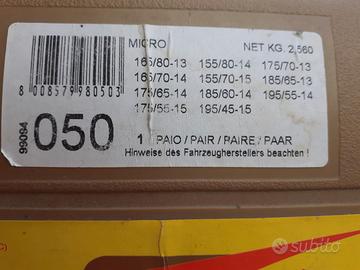 MICRO NET KG. 2,560
165/80-13 155/80-14 175/70-13
165/70-14 155/70-15 185/65-13
175/65-14 185/60-14 195/55-14
175/55-15 195/45-15
8 008579 980503
99094 050
1 PAIO / PAIR / PAIRE / PAAR
Hinweise des Fahrzeugherstellers beachten !
subito